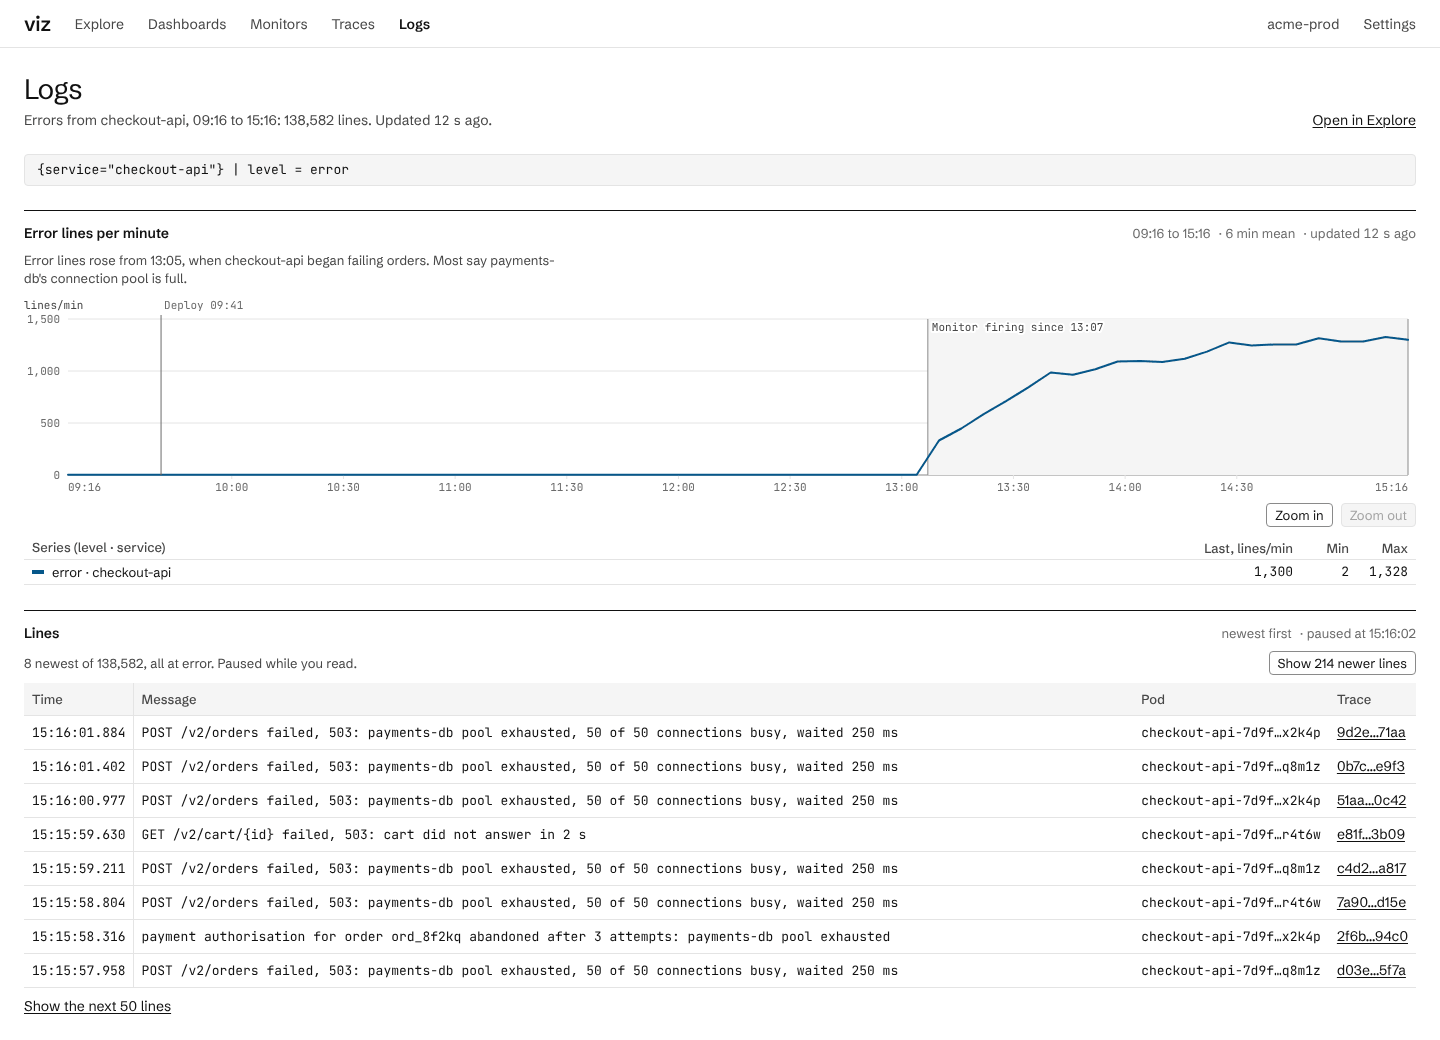 viz Explore Dashboards Monitors Traces Logs acme-prod Settings
Logs
Errors from checkout-api, 09:16 to 15:16: 138,582 lines. Updated 12 s ago. Open in Explore
{service="checkout-api"} | level = error
Error lines per minute 09:16 to 15:16 · 6 min mean · updated 12 s ago
Error lines rose from 13:05, when checkout-api began failing orders. Most say payments-
db's connection pool is full.
lines/min Deploy 09:41
1,500
Monitor firing since 13:07
1,000
500
0
09:16 10:00 10:30 11:00 11:30 12:00 12:30 13:00 13:30 14:00 14:30 15:16
Zoom in Zoom out
Series (level · service) Last, lines/min Min Max
error · checkout-api 1,300 2 1,328
Lines newest first · paused at 15:16:02
8 newest of 138,582, all at error. Paused while you read. Show 214 newer lines
Time Message Pod Trace
15:16:01.884 POST /v2/orders failed, 503: payments-db pool exhausted, 50 of 50 connections busy, waited 250 ms checkout-api-7d9f…x2k4p 9d2e…71aa
15:16:01.402 POST /v2/orders failed, 503: payments-db pool exhausted, 50 of 50 connections busy, waited 250 ms checkout-api-7d9f…q8m1z 0b7c…e9f3
15:16:00.977 POST /v2/orders failed, 503: payments-db pool exhausted, 50 of 50 connections busy, waited 250 ms checkout-api-7d9f…x2k4p 51aa…0c42
15:15:59.630 GET /v2/cart/{id} failed, 503: cart did not answer in 2 s checkout-api-7d9f…r4t6w e81f…3b09
15:15:59.211 POST /v2/orders failed, 503: payments-db pool exhausted, 50 of 50 connections busy, waited 250 ms checkout-api-7d9f…q8m1z c4d2…a817
15:15:58.804 POST /v2/orders failed, 503: payments-db pool exhausted, 50 of 50 connections busy, waited 250 ms checkout-api-7d9f…r4t6w 7a90…d15e
15:15:58.316 payment authorisation for order ord_8f2kq abandoned after 3 attempts: payments-db pool exhausted checkout-api-7d9f…x2k4p 2f6b…94c0
15:15:57.958 POST /v2/orders failed, 503: payments-db pool exhausted, 50 of 50 connections busy, waited 250 ms checkout-api-7d9f…q8m1z d03e…5f7a
Show the next 50 lines